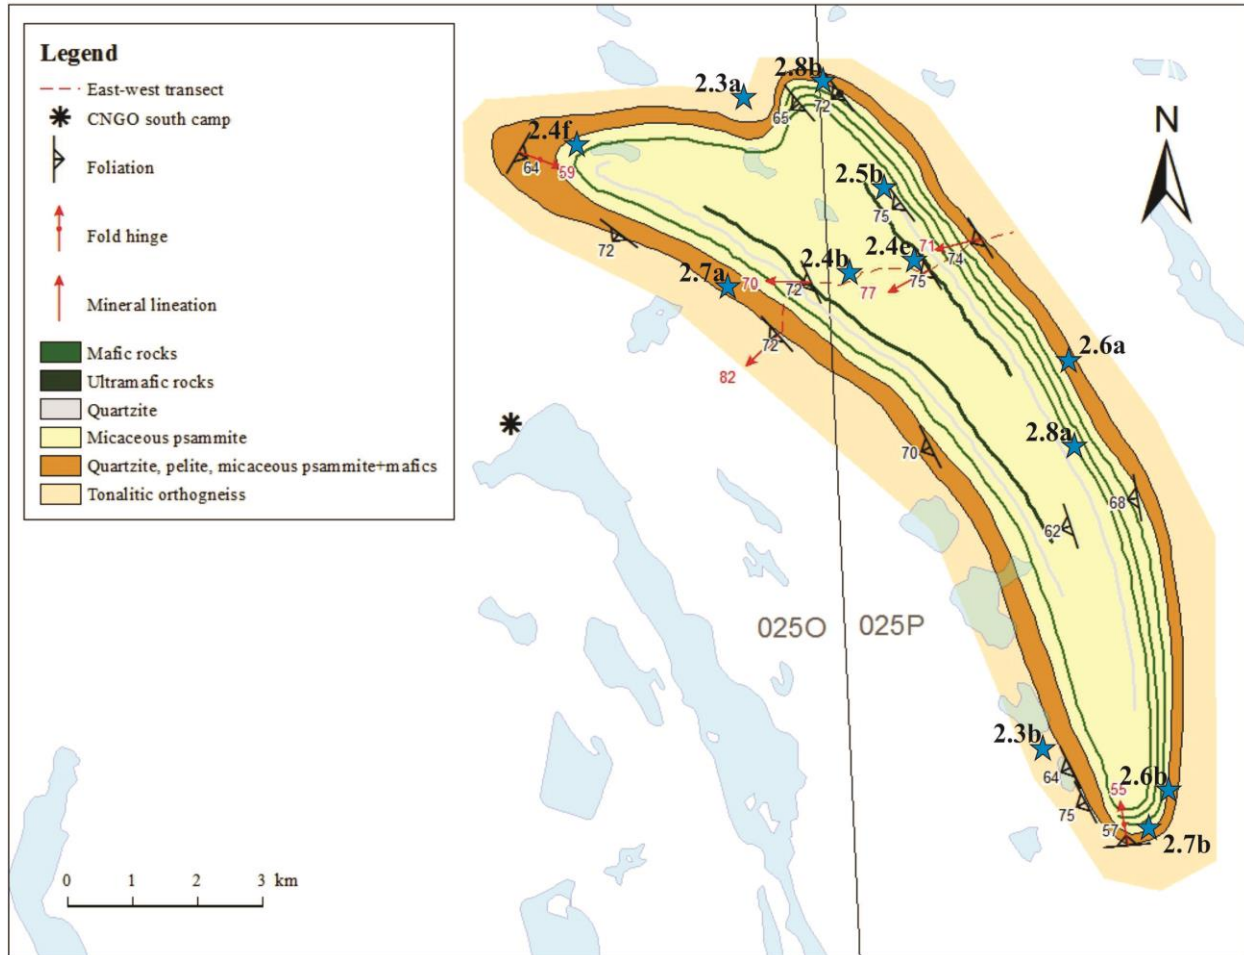 Legend
East-west transect
CNGO south camp
Foliation
Fold hinge
Mineral lineation
Mafic rocks
Ultramafic rocks
Quartzite
Micaceous psammite
Quartzite, pelite, micaceous psammite+mafics
Tonalitic orthogneiss
2.8b
2.3a
72
65
N
2.4f
64
59
2.5b
75
72
2.4e
71
74
2.4b
2.7a
70
72
77
75
72
82
2.6a
2.8a
70
68
62
025O 025P
2.3b
64
2.6b
55
75
57
2.7b
0 1 2 3 km